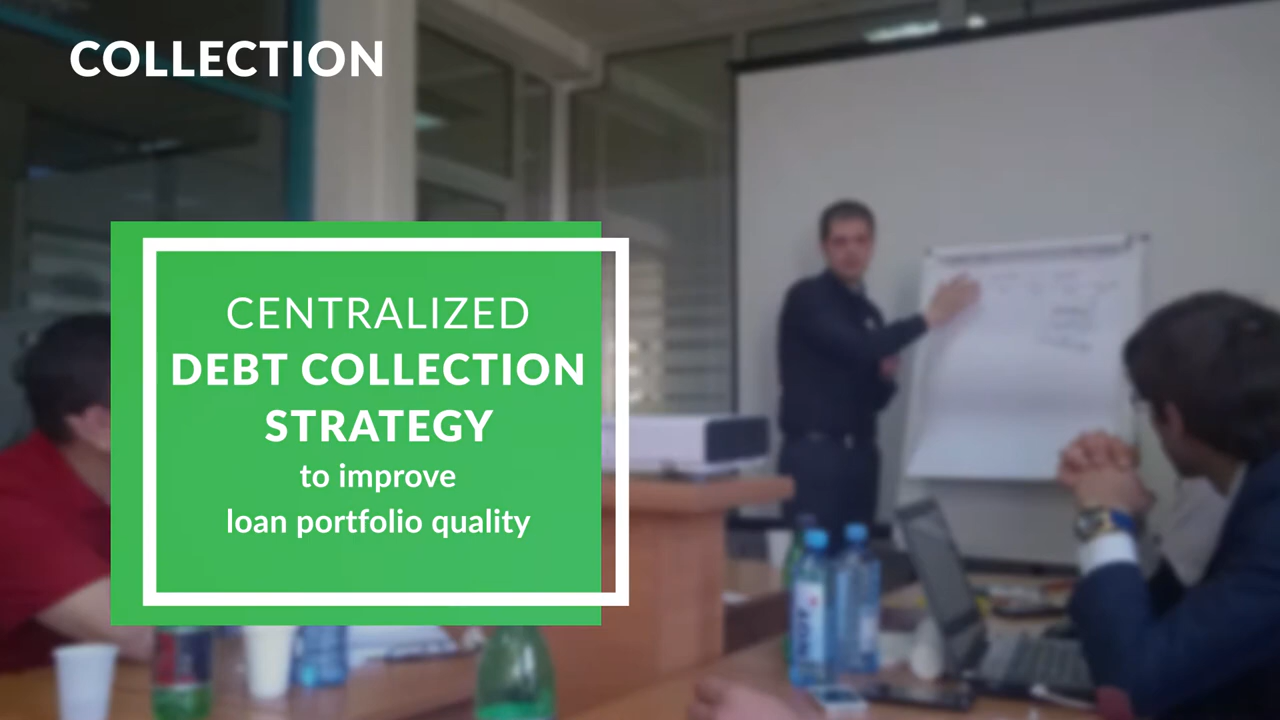 COLLECTION
CENTRALIZED
DEBT COLLECTION
STRATEGY
to improve
loan portfolio quality